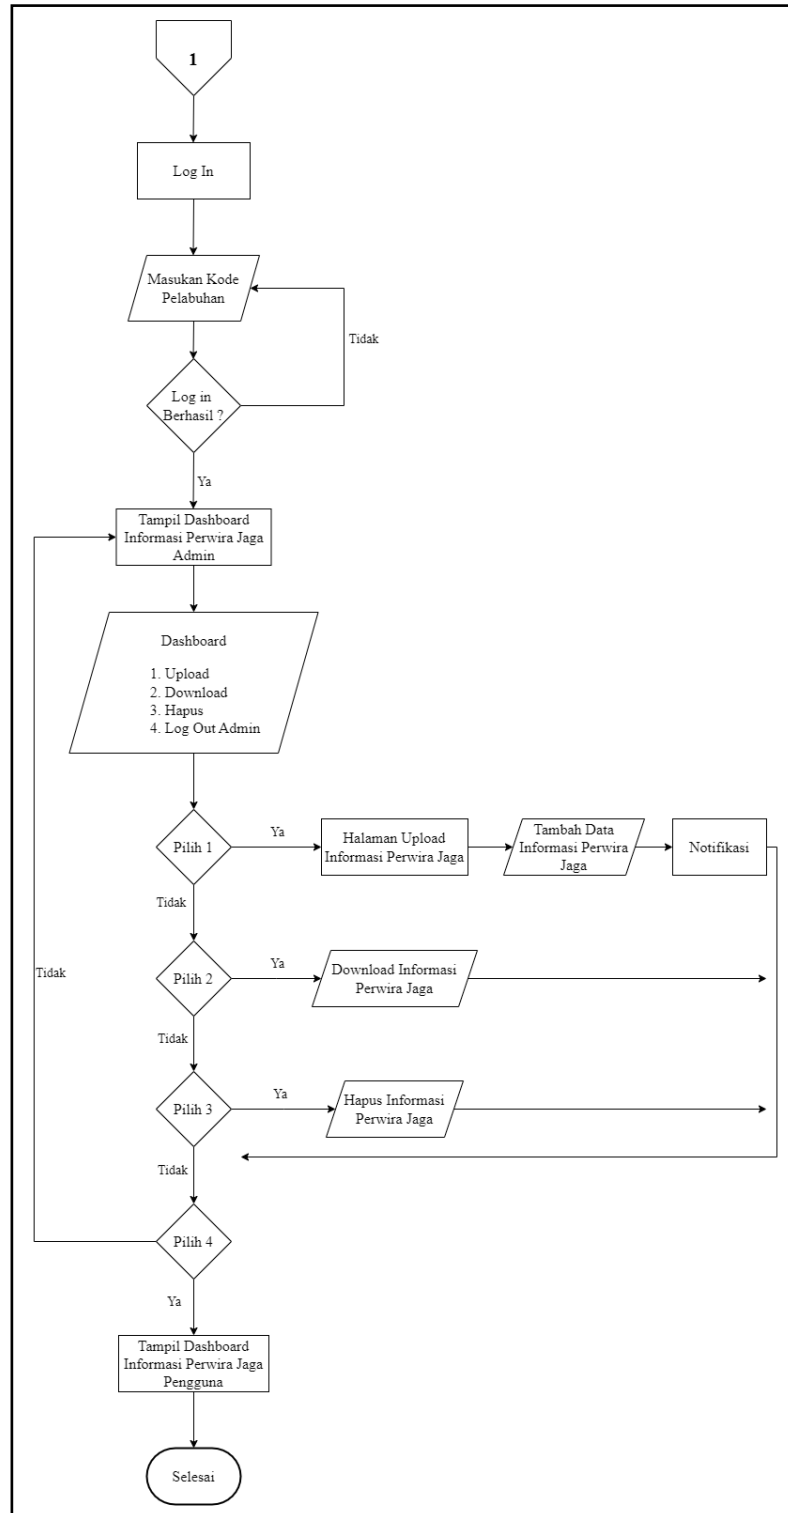 1
Log In
Masukan Kode
Pelabuhan
Tidak
Log in
Berhasil ?
Ya
Tampil Dashboard
Informasi Perwira Jaga
Admin
Dashboard
1. Upload
2. Download
3. Hapus
4. Log Out Admin
Pilih 1
Ya
Halaman Upload
Informasi Perwira Jaga
Tambah Data
Informasi Perwira
Jaga
Notifikasi
Tidak
Pilih 2
Ya
Download Informasi
Perwira Jaga
Tidak
Tidak
Pilih 3
Ya
Hapus Informasi
Perwira Jaga
Tidak
Pilih 4
Ya
Tampil Dashboard
Informasi Perwira Jaga
Pengguna
Selesai